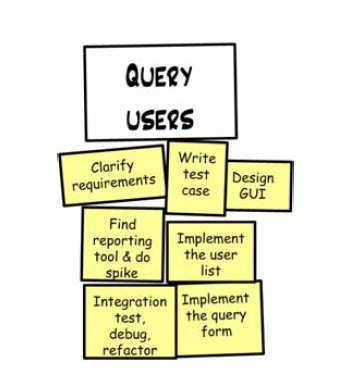 QUERY
USERS
Clarify
requirements
Write
test
case
Design
GUI
Find
reporting
tool & do
spike
Implement
the user
list
Integration
test,
debug,
refactor
Implement
the query
form